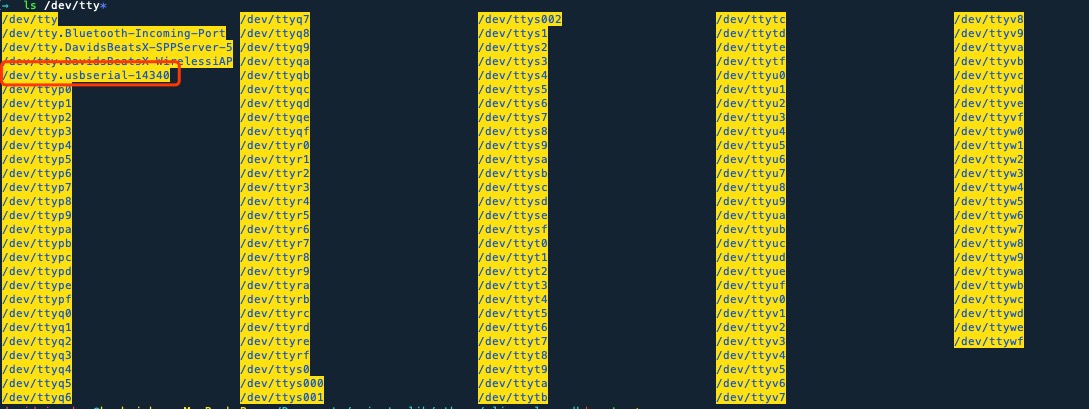 → ls /dev/tty*
/dev/tty
/dev/tty.Bluetooth-Incoming-Port
/dev/tty.DavidsBeatsX-SPPServer-5
/dev/tty.DavidsBeatsX-WirelessiAP
/dev/tty.usbserial-14340
/dev/ttyp0
/dev/ttyp1
/dev/ttyp2
/dev/ttyp3
/dev/ttyp4
/dev/ttyp5
/dev/ttyp6
/dev/ttyp7
/dev/ttyp8
/dev/ttyp9
/dev/ttypa
/dev/ttypb
/dev/ttypc
/dev/ttypd
/dev/ttype
/dev/ttypf
/dev/ttyq0
/dev/ttyq1
/dev/ttyq2
/dev/ttyq3
/dev/ttyq4
/dev/ttyq5
/dev/ttyq6
/dev/ttyq7
/dev/ttyq8
/dev/ttyq9
/dev/ttyqa
/dev/ttyqb
/dev/ttyqc
/dev/ttyqd
/dev/ttyqe
/dev/ttyqf
/dev/ttyr0
/dev/ttyr1
/dev/ttyr2
/dev/ttyr3
/dev/ttyr4
/dev/ttyr5
/dev/ttyr6
/dev/ttyr7
/dev/ttyr8
/dev/ttyr9
/dev/ttyra
/dev/ttyrb
/dev/ttyrc
/dev/ttyrd
/dev/ttyre
/dev/ttyrf
/dev/ttys0
/dev/ttys000
/dev/ttys001
/dev/ttys002
/dev/ttys1
/dev/ttys2
/dev/ttys3
/dev/ttys4
/dev/ttys5
/dev/ttys6
/dev/ttys7
/dev/ttys8
/dev/ttys9
/dev/ttysa
/dev/ttysb
/dev/ttysc
/dev/ttysd
/dev/ttyse
/dev/ttysf
/dev/ttyt0
/dev/ttyt1
/dev/ttyt2
/dev/ttyt3
/dev/ttyt4
/dev/ttyt5
/dev/ttyt6
/dev/ttyt7
/dev/ttyt8
/dev/ttyt9
/dev/ttyta
/dev/ttytb
/dev/ttytc
/dev/ttytd
/dev/ttyte
/dev/ttytf
/dev/ttyu0
/dev/ttyu1
/dev/ttyu2
/dev/ttyu3
/dev/ttyu4
/dev/ttyu5
/dev/ttyu6
/dev/ttyu7
/dev/ttyu8
/dev/ttyu9
/dev/ttyua
/dev/ttyub
/dev/ttyuc
/dev/ttyud
/dev/ttyue
/dev/ttyuf
/dev/ttyv0
/dev/ttyv1
/dev/ttyv2
/dev/ttyv3
/dev/ttyv4
/dev/ttyv5
/dev/ttyv6
/dev/ttyv7
/dev/ttyv8
/dev/ttyv9
/dev/ttyva
/dev/ttyvb
/dev/ttyvc
/dev/ttyvd
/dev/ttyve
/dev/ttyvf
/dev/ttyw0
/dev/ttyw1
/dev/ttyw2
/dev/ttyw3
/dev/ttyw4
/dev/ttyw5
/dev/ttyw6
/dev/ttyw7
/dev/ttyw8
/dev/ttyw9
/dev/ttywa
/dev/ttywb
/dev/ttywc
/dev/ttywd
/dev/ttywe
/dev/ttywf